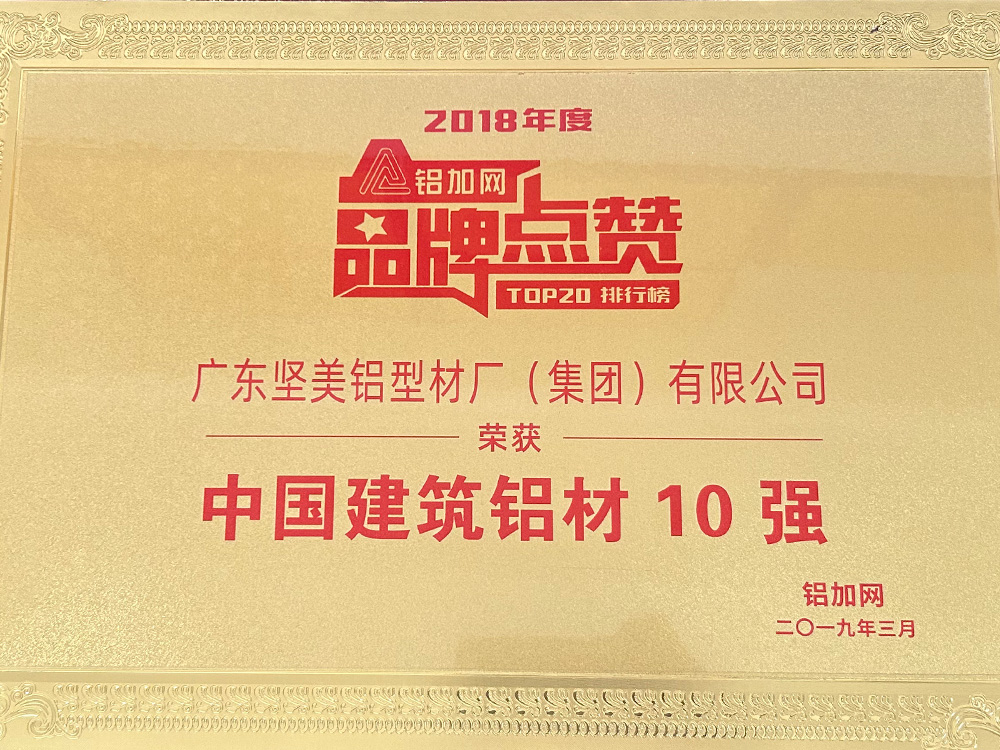 2018年度
铝加网
品牌点赞
TOP20 排行榜
广东坚美铝型材厂（集团）有限公司
荣获
中国建筑铝材 10 强
铝加网
二〇一九年三月